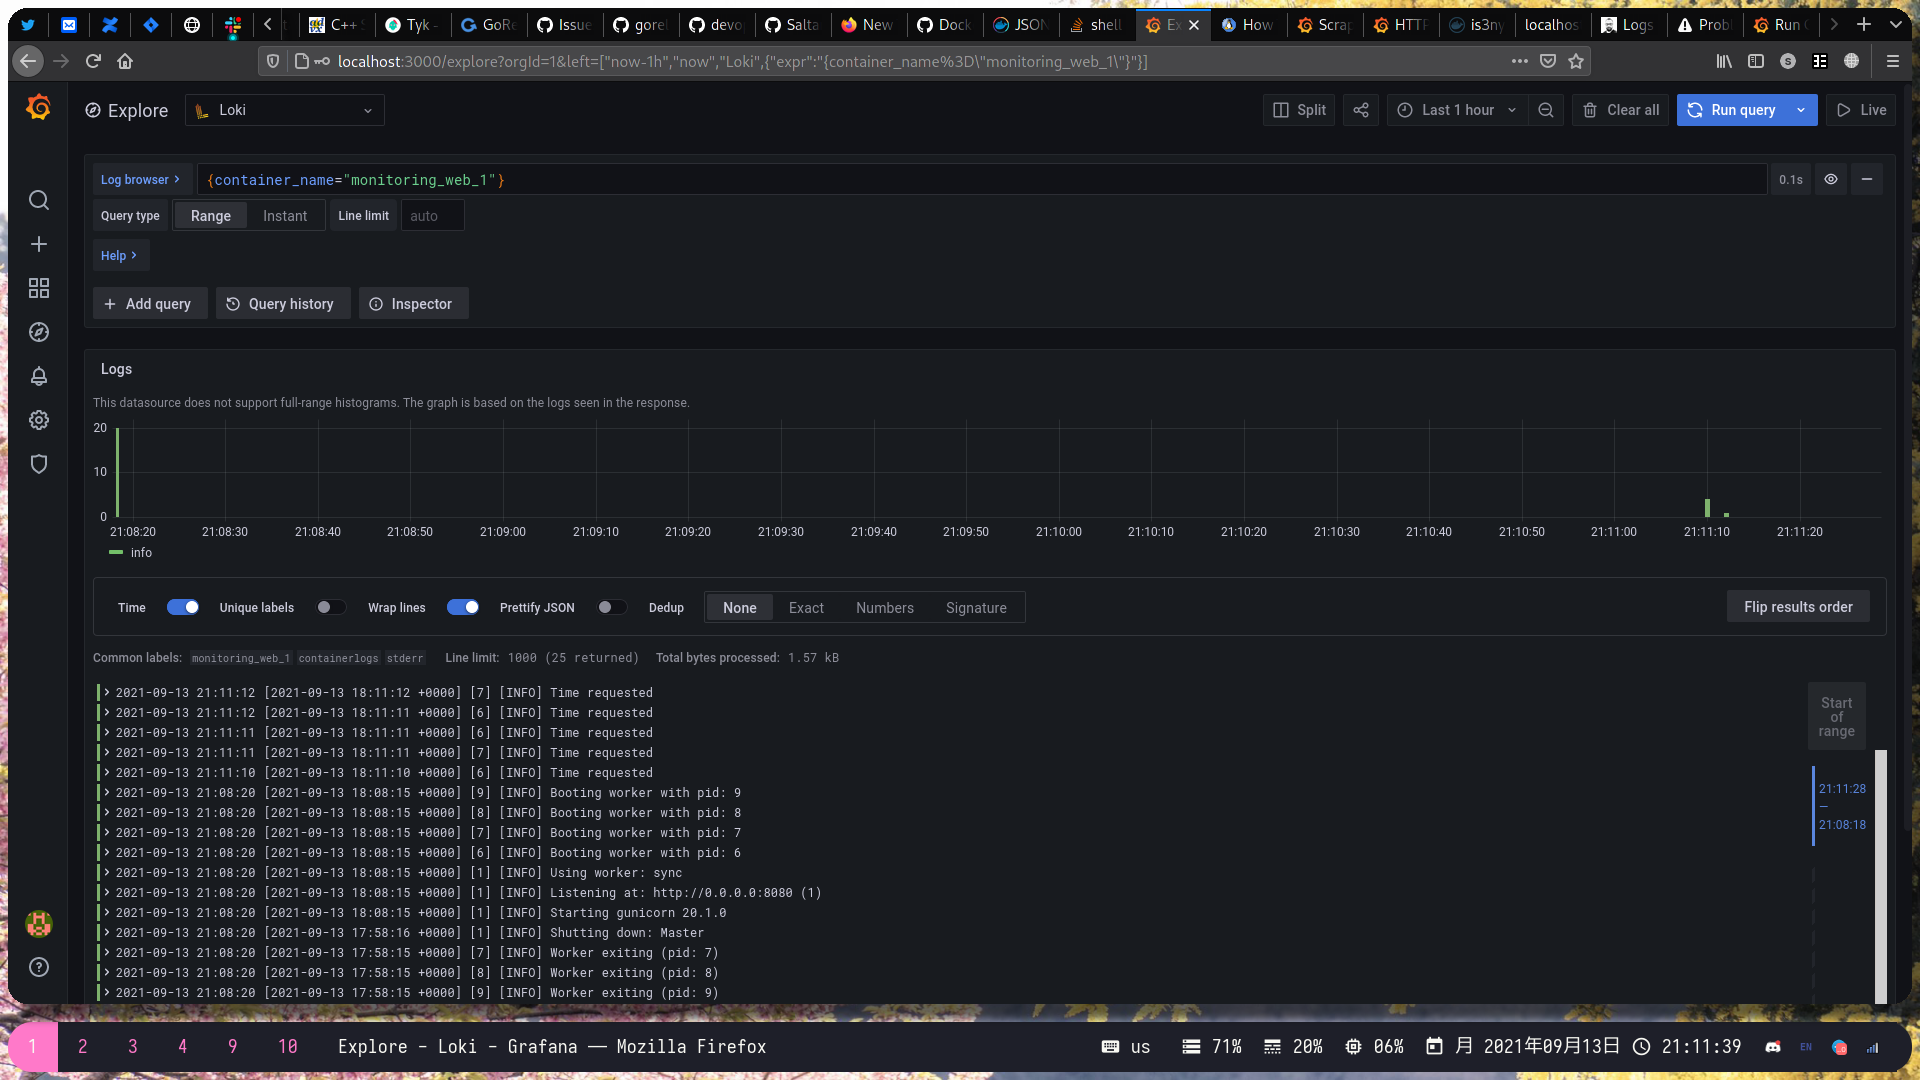 C++
Tyk
GoRe
Issue
gorel
devo
Salta
New
Dock
JSON
shell
Ex
How
Scrap
HTTP
is3ny
localhos
Logs
Prob
Run
localhost:3000/explore?orgId=1&left=["now-1h","now","Loki",{"expr":"{container_name%3D\"monitoring_web_1\"}"}]
Explore
Loki
Split
Last 1 hour
Clear all
Run query
Live
Log browser
{container_name="monitoring_web_1"}
0.1s
Query type Range Instant Line limit auto
Help
Add query Query history Inspector
Logs
This datasource does not support full-range histograms. The graph is based on the logs seen in the response.
20
10
0
21:08:20 21:08:30 21:08:40 21:08:50 21:09:00 21:09:10 21:09:20 21:09:30 21:09:40 21:09:50 21:10:00 21:10:10 21:10:20 21:10:30 21:10:40 21:10:50 21:11:00 21:11:10 21:11:20
info
Time Unique labels Wrap lines Prettify JSON Dedup None Exact Numbers Signature Flip results order
Common labels: monitoring_web_1 containerlogs stderr Line limit: 1000 (25 returned) Total bytes processed: 1.57 kB
2021-09-13 21:11:12 [2021-09-13 18:11:12 +0000] [7] [INFO] Time requested
2021-09-13 21:11:12 [2021-09-13 18:11:11 +0000] [6] [INFO] Time requested
2021-09-13 21:11:11 [2021-09-13 18:11:11 +0000] [6] [INFO] Time requested
2021-09-13 21:11:11 [2021-09-13 18:11:11 +0000] [7] [INFO] Time requested
2021-09-13 21:11:10 [2021-09-13 18:11:10 +0000] [6] [INFO] Time requested
2021-09-13 21:08:20 [2021-09-13 18:08:15 +0000] [9] [INFO] Booting worker with pid: 9
2021-09-13 21:08:20 [2021-09-13 18:08:15 +0000] [8] [INFO] Booting worker with pid: 8
2021-09-13 21:08:20 [2021-09-13 18:08:15 +0000] [7] [INFO] Booting worker with pid: 7
2021-09-13 21:08:20 [2021-09-13 18:08:15 +0000] [6] [INFO] Booting worker with pid: 6
2021-09-13 21:08:20 [2021-09-13 18:08:15 +0000] [1] [INFO] Using worker: sync
2021-09-13 21:08:20 [2021-09-13 18:08:15 +0000] [1] [INFO] Listening at: http://0.0.0.0:8080 (1)
2021-09-13 21:08:20 [2021-09-13 18:08:15 +0000] [1] [INFO] Starting gunicorn 20.1.0
2021-09-13 21:08:20 [2021-09-13 17:58:16 +0000] [1] [INFO] Shutting down: Master
2021-09-13 21:08:20 [2021-09-13 17:58:15 +0000] [7] [INFO] Worker exiting (pid: 7)
2021-09-13 21:08:20 [2021-09-13 17:58:15 +0000] [8] [INFO] Worker exiting (pid: 8)
2021-09-13 21:08:20 [2021-09-13 17:58:15 +0000] [9] [INFO] Worker exiting (pid: 9)
Start
of
range
21:11:28
—
21:08:18
1 2 3 4 9 10 Explore - Loki - Grafana — Mozilla Firefox us 71% 20% 06% 月 2021年09月13日 21:11:39 EN